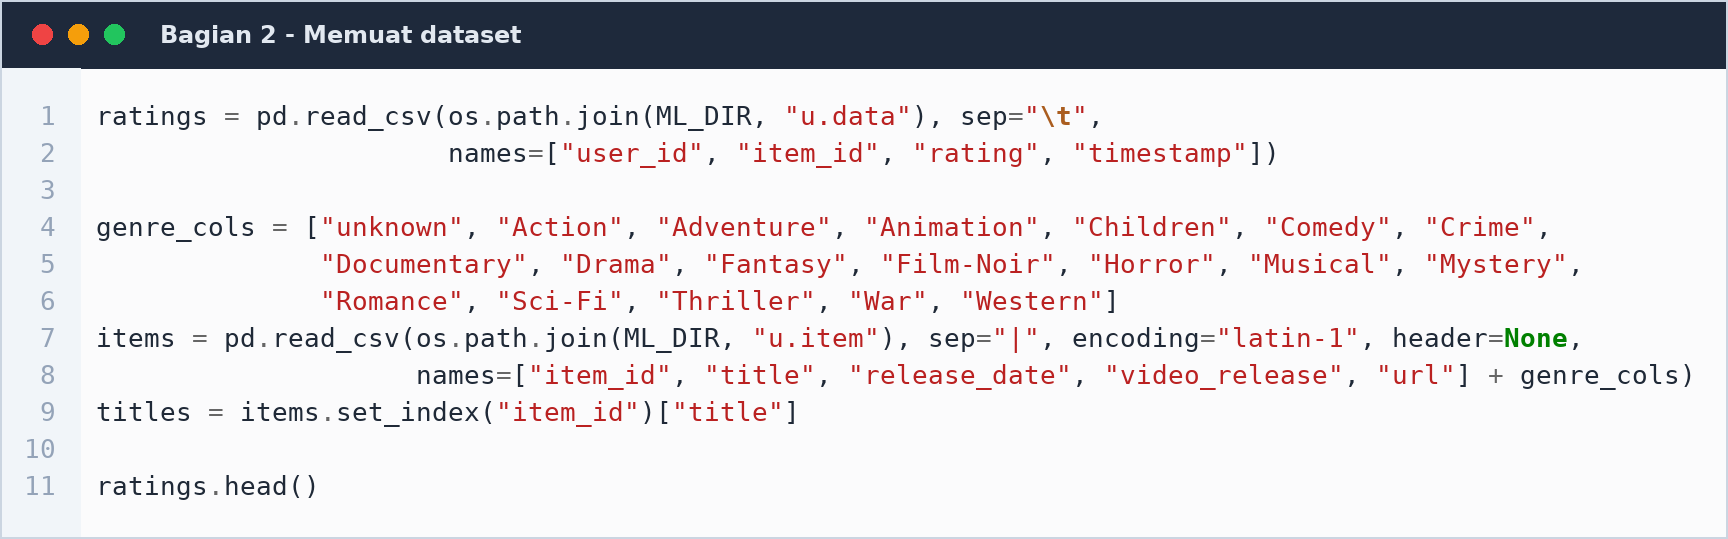 Bagian 2 - Memuat dataset
1 ratings = pd.read_csv(os.path.join(ML_DIR, "u.data"), sep="\t",
2                       names=["user_id", "item_id", "rating", "timestamp"])
3
4 genre_cols = ["unknown", "Action", "Adventure", "Animation", "Children", "Comedy", "Crime",
5               "Documentary", "Drama", "Fantasy", "Film-Noir", "Horror", "Musical", "Mystery",
6               "Romance", "Sci-Fi", "Thriller", "War", "Western"]
7 items = pd.read_csv(os.path.join(ML_DIR, "u.item"), sep="|", encoding="latin-1", header=None,
8                     names=["item_id", "title", "release_date", "video_release", "url"] + genre_cols)
9 titles = items.set_index("item_id")["title"]
10
11 ratings.head()